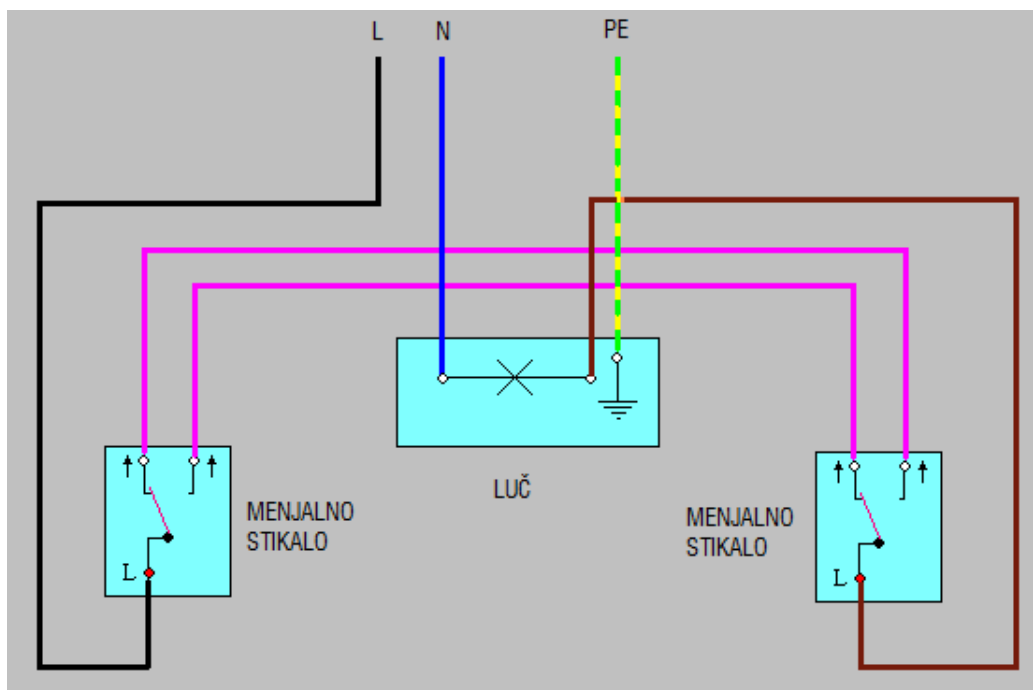 L N PE
LUČ
MENJALNO
STIKALO
L
MENJALNO
STIKALO
L